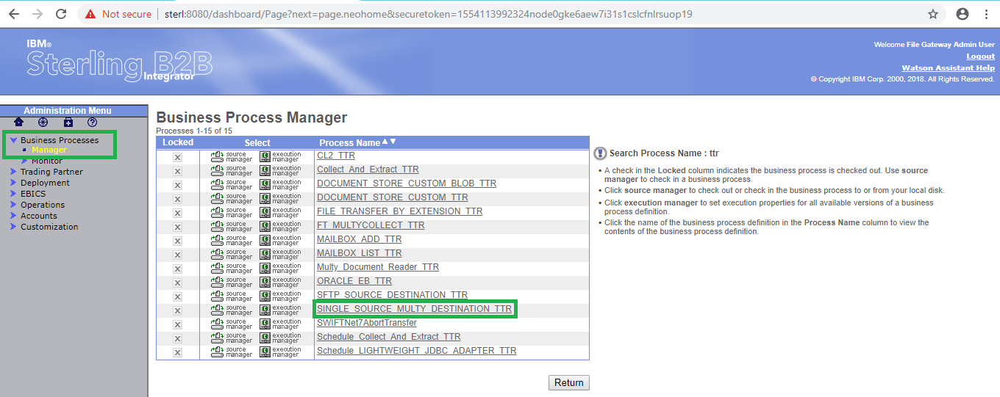 Not secure | sterl:8080/dashboard/Page?next=page.neohome&securetoken=1554113992324node0gke6aew7i31s1cslcfnlrsuop19
IBM®
Sterling B2B
Integrator
Welcome File Gateway Admin User
Logout
Watson Assistant Help
© Copyright IBM Corp. 2000, 2018. All Rights Reserved.
Administration Menu
Business Processes
Manager
Monitor
Trading Partner
Deployment
EBICS
Operations
Accounts
Customization
Business Process Manager
Processes 1-15 of 15
Locked Select Process Name
source manager execution manager CL2_TTR
source manager execution manager Collect_And_Extract_TTR
source manager execution manager DOCUMENT_STORE_CUSTOM_BLOB_TTR
source manager execution manager DOCUMENT_STORE_CUSTOM_TTR
source manager execution manager FILE_TRANSFER_BY_EXTENSION_TTR
source manager execution manager FT_MULTYCOLLECT_TTR
source manager execution manager MAILBOX_ADD_TTR
source manager execution manager MAILBOX_LIST_TTR
source manager execution manager Multy_Document_Reader_TTR
source manager execution manager ORACLE_EB_TTR
source manager execution manager SFTP_SOURCE_DESTINATION_TTR
source manager execution manager SINGLE_SOURCE_MULTY_DESTINATION_TTR
source manager execution manager SWIFTNet7AbortTransfer
source manager execution manager Schedule_Collect_And_Extract_TTR
source manager execution manager Schedule_LIGHTWEIGHT_JDBC_ADAPTER_TTR
Return
Search Process Name : ttr
• A check in the Locked column indicates the business process is checked out. Use source
manager to check in a business process.
• Click source manager to check out or check in the business process to or from your local disk.
• Click execution manager to set execution properties for all available versions of a business
process definition.
• Click the name of the business process definition in the Process Name column to view the
contents of the business process definition.